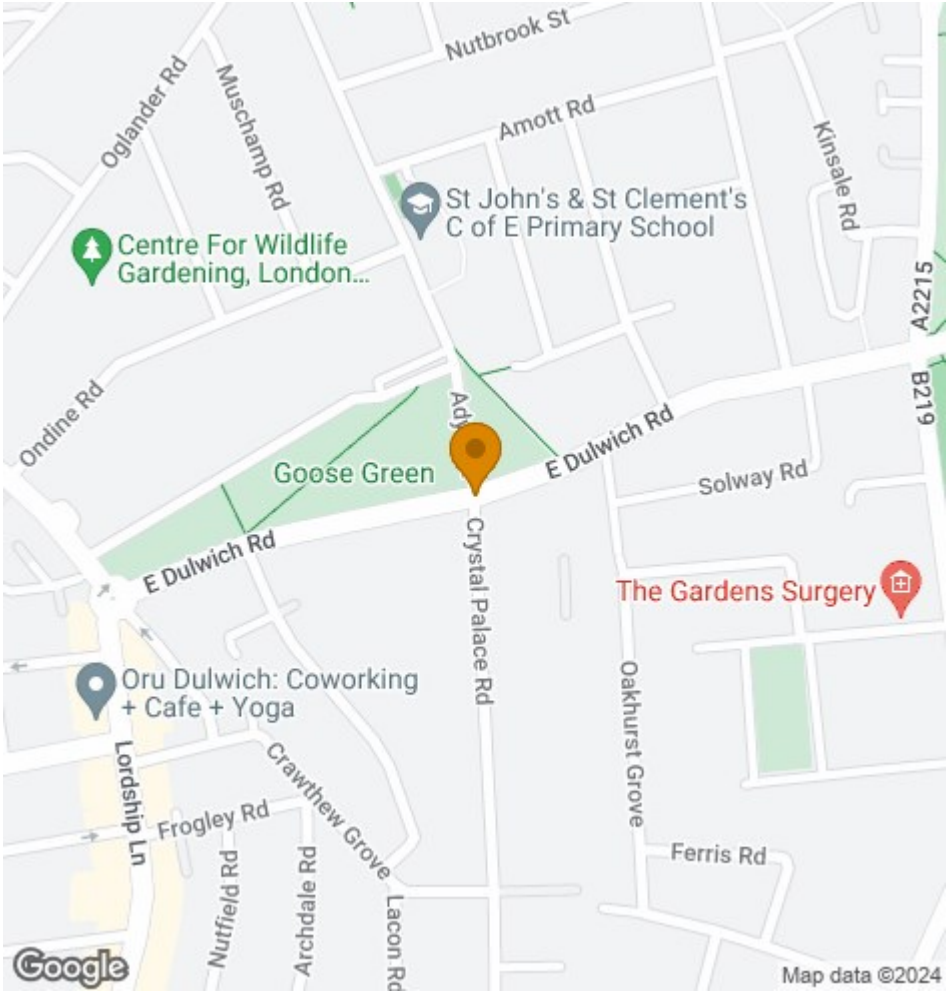 Nutbrook St
Oglander Rd
Muschamp Rd
Amott Rd
Kinsale Rd
St John's & St Clement's
C of E Primary School
Centre For Wildlife
Gardening, London...
A2215
B219
Ondine Rd
Ady
E Dulwich Rd
Goose Green
Solway Rd
E Dulwich Rd
Crystal Palace Rd
The Gardens Surgery
Oru Dulwich: Coworking
+ Cafe + Yoga
Oakhurst Grove
Lordship Ln
Crawthew Grove
Frogley Rd
Ferris Rd
Nutfield Rd
Archdale Rd
Lacon Rd
Google
Map data ©2024